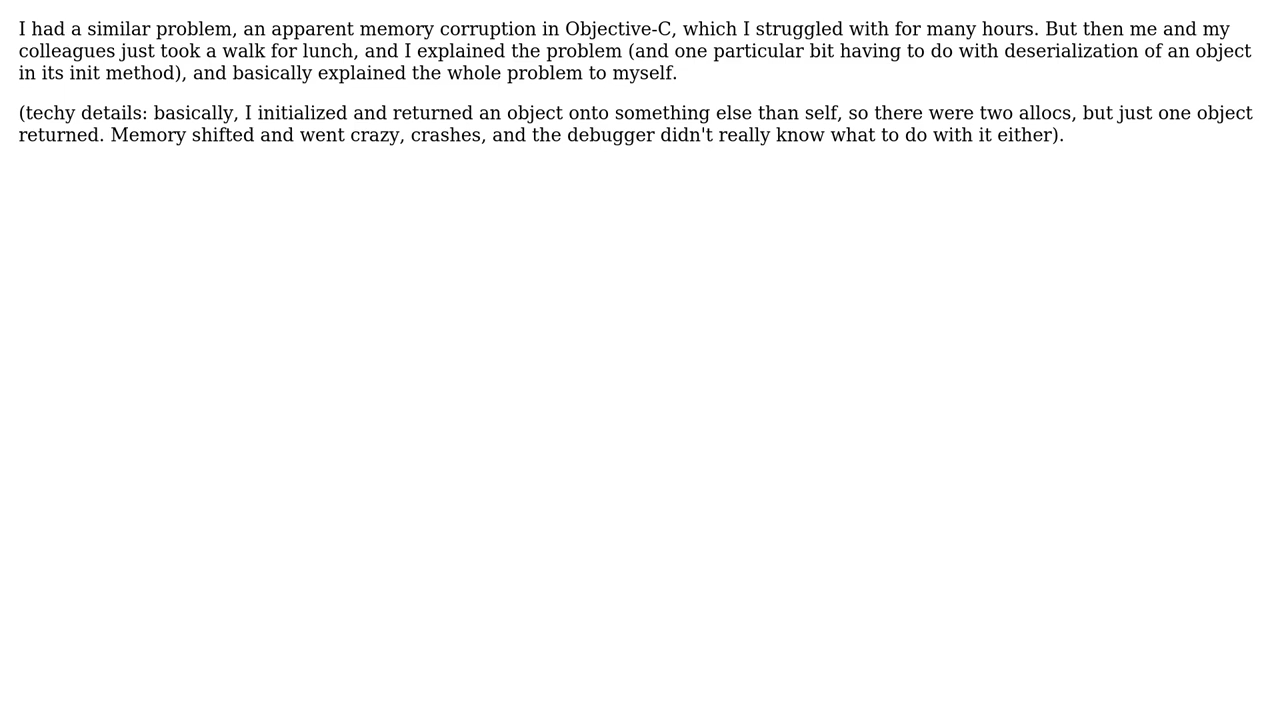 I had a similar problem, an apparent memory corruption in Objective-C, which I struggled with for many hours. But then me and my
colleagues just took a walk for lunch, and I explained the problem (and one particular bit having to do with deserialization of an object
in its init method), and basically explained the whole problem to myself.
(techy details: basically, I initialized and returned an object onto something else than self, so there were two allocs, but just one object
returned. Memory shifted and went crazy, crashes, and the debugger didn't really know what to do with it either).